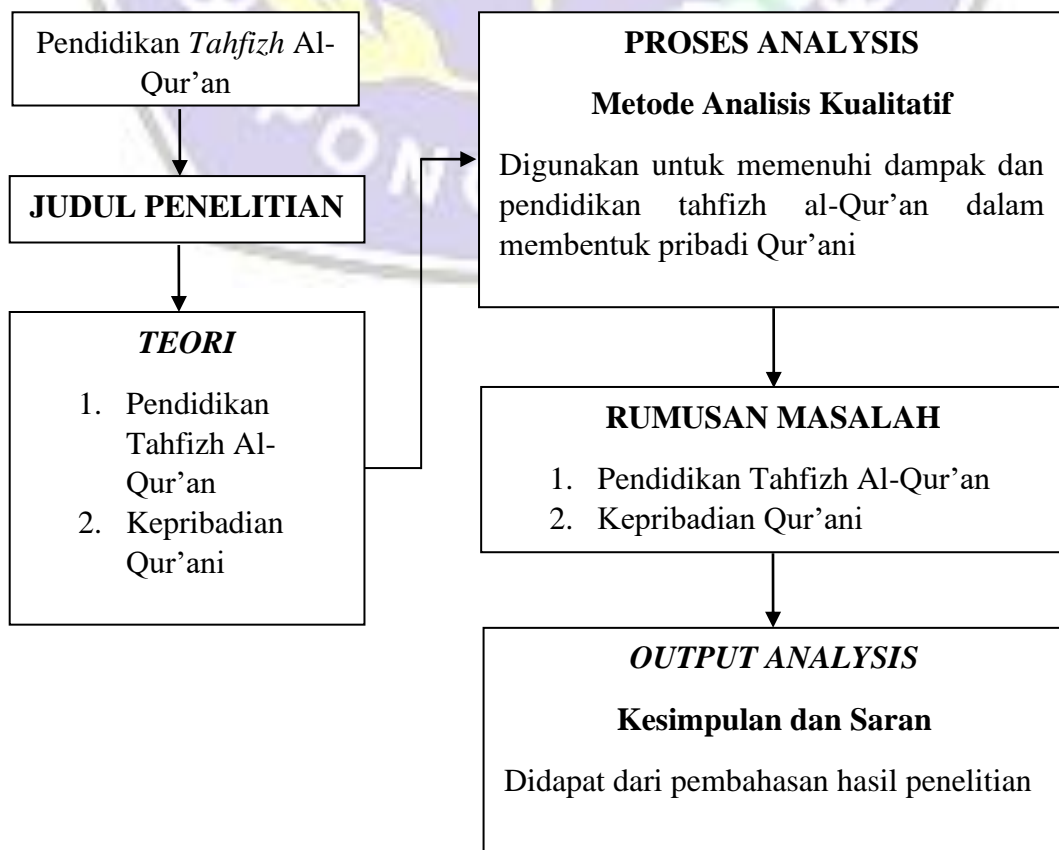 Pendidikan Tahfizh Al-
Qur’an
JUDUL PENELITIAN
TEORI
1. Pendidikan
Tahfizh Al-
Qur’an
2. Kepribadian
Qur’ani
PROSES ANALYSIS
Metode Analisis Kualitatif
Digunakan untuk memenuhi dampak dan
pendidikan tahfizh al-Qur’an dalam
membentuk pribadi Qur’ani
RUMUSAN MASALAH
1. Pendidikan Tahfizh Al-Qur’an
2. Kepribadian Qur’ani
OUTPUT ANALYSIS
Kesimpulan dan Saran
Didapat dari pembahasan hasil penelitian